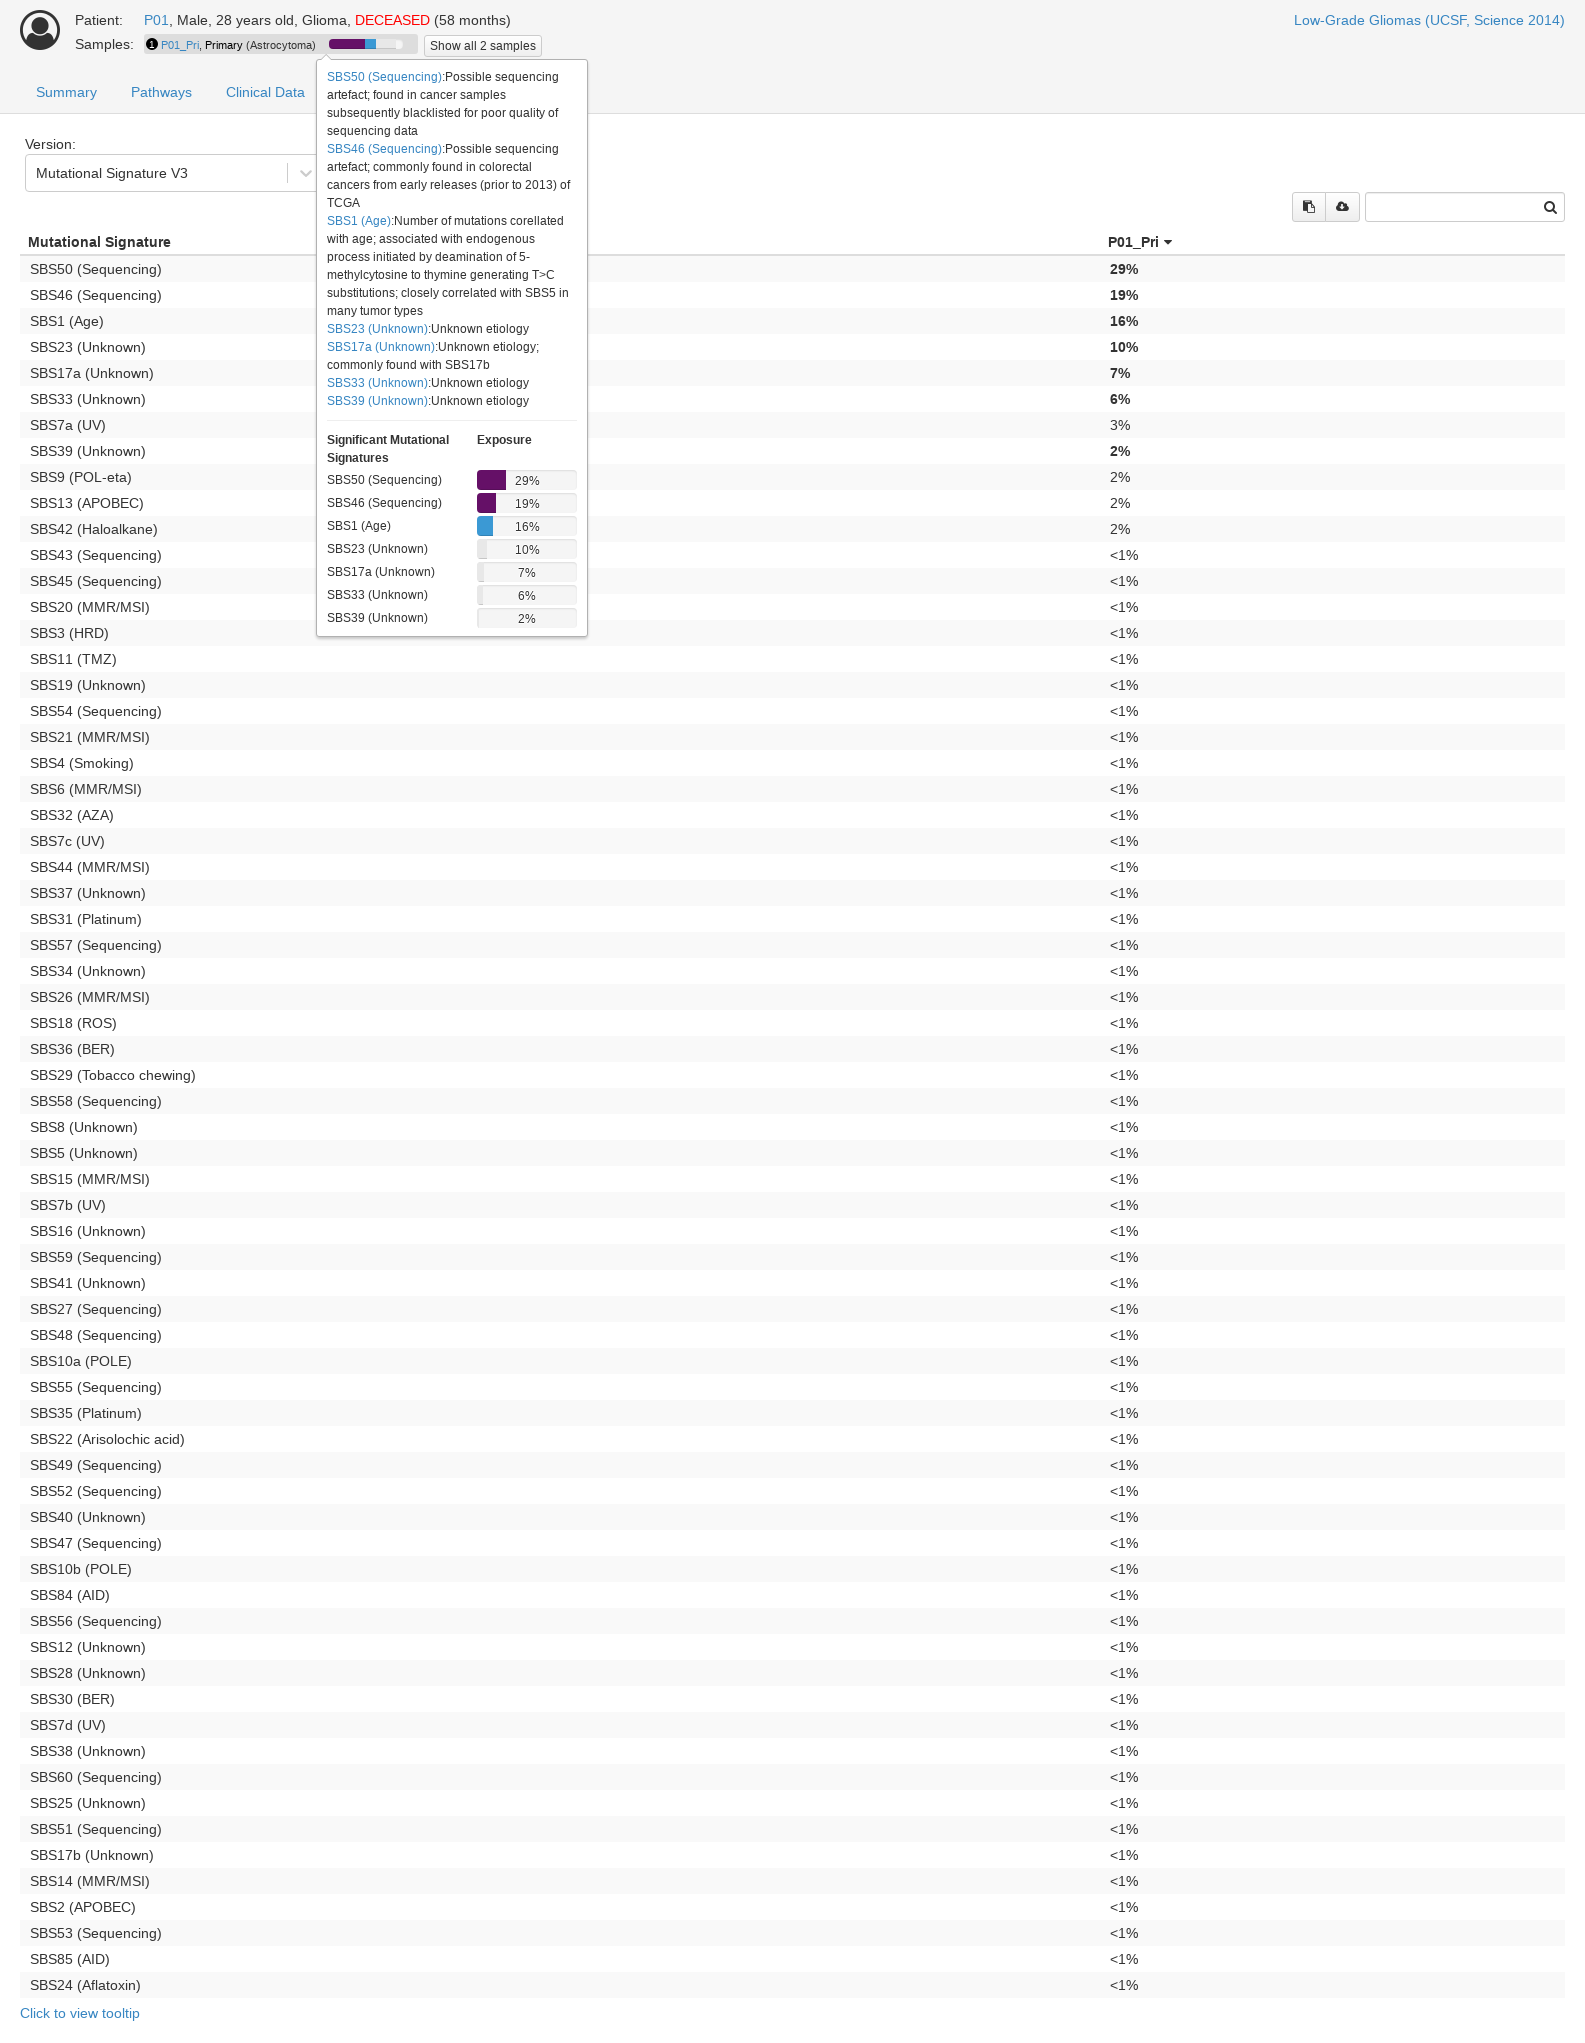 Patient: P01, Male, 28 years old, Glioma, DECEASED (58 months)
Low-Grade Gliomas (UCSF, Science 2014)
Samples: 1 P01_Pri, Primary (Astrocytoma)
Show all 2 samples
Summary
Pathways
Clinical Data
SBS50 (Sequencing):Possible sequencing
artefact; found in cancer samples
subsequently blacklisted for poor quality of
sequencing data
SBS46 (Sequencing):Possible sequencing
artefact; commonly found in colorectal
cancers from early releases (prior to 2013) of
TCGA
SBS1 (Age):Number of mutations corellated
with age; associated with endogenous
process initiated by deamination of 5-
methylcytosine to thymine generating T>C
substitutions; closely correlated with SBS5 in
many tumor types
SBS23 (Unknown):Unknown etiology
SBS17a (Unknown):Unknown etiology;
commonly found with SBS17b
SBS33 (Unknown):Unknown etiology
SBS39 (Unknown):Unknown etiology
Significant Mutational
Signatures
Exposure
SBS50 (Sequencing) 29%
SBS46 (Sequencing) 19%
SBS1 (Age) 16%
SBS23 (Unknown) 10%
SBS17a (Unknown) 7%
SBS33 (Unknown) 6%
SBS39 (Unknown) 2%
Version:
Mutational Signature V3
Mutational Signature P01_Pri
SBS50 (Sequencing) 29%
SBS46 (Sequencing) 19%
SBS1 (Age) 16%
SBS23 (Unknown) 10%
SBS17a (Unknown) 7%
SBS33 (Unknown) 6%
SBS7a (UV) 3%
SBS39 (Unknown) 2%
SBS9 (POL-eta) 2%
SBS13 (APOBEC) 2%
SBS42 (Haloalkane) 2%
SBS43 (Sequencing) <1%
SBS45 (Sequencing) <1%
SBS20 (MMR/MSI) <1%
SBS3 (HRD) <1%
SBS11 (TMZ) <1%
SBS19 (Unknown) <1%
SBS54 (Sequencing) <1%
SBS21 (MMR/MSI) <1%
SBS4 (Smoking) <1%
SBS6 (MMR/MSI) <1%
SBS32 (AZA) <1%
SBS7c (UV) <1%
SBS44 (MMR/MSI) <1%
SBS37 (Unknown) <1%
SBS31 (Platinum) <1%
SBS57 (Sequencing) <1%
SBS34 (Unknown) <1%
SBS26 (MMR/MSI) <1%
SBS18 (ROS) <1%
SBS36 (BER) <1%
SBS29 (Tobacco chewing) <1%
SBS58 (Sequencing) <1%
SBS8 (Unknown) <1%
SBS5 (Unknown) <1%
SBS15 (MMR/MSI) <1%
SBS7b (UV) <1%
SBS16 (Unknown) <1%
SBS59 (Sequencing) <1%
SBS41 (Unknown) <1%
SBS27 (Sequencing) <1%
SBS48 (Sequencing) <1%
SBS10a (POLE) <1%
SBS55 (Sequencing) <1%
SBS35 (Platinum) <1%
SBS22 (Arisolochic acid) <1%
SBS49 (Sequencing) <1%
SBS52 (Sequencing) <1%
SBS40 (Unknown) <1%
SBS47 (Sequencing) <1%
SBS10b (POLE) <1%
SBS84 (AID) <1%
SBS56 (Sequencing) <1%
SBS12 (Unknown) <1%
SBS28 (Unknown) <1%
SBS30 (BER) <1%
SBS7d (UV) <1%
SBS38 (Unknown) <1%
SBS60 (Sequencing) <1%
SBS25 (Unknown) <1%
SBS51 (Sequencing) <1%
SBS17b (Unknown) <1%
SBS14 (MMR/MSI) <1%
SBS2 (APOBEC) <1%
SBS53 (Sequencing) <1%
SBS85 (AID) <1%
SBS24 (Aflatoxin) <1%
Click to view tooltip